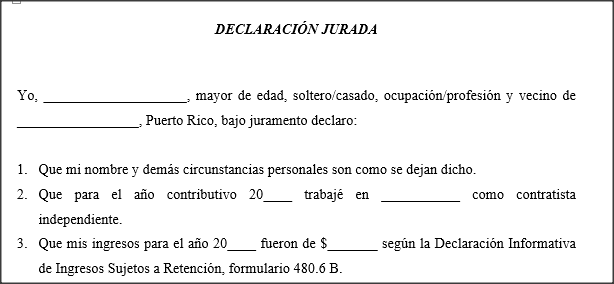 DECLARACIÓN JURADA
Yo, ____________________, mayor de edad, soltero/casado, ocupación/profesión y vecino de
_________________, Puerto Rico, bajo juramento declaro:
1. Que mi nombre y demás circunstancias personales son como se dejan dicho.
2. Que para el año contributivo 20____ trabajé en ___________ como contratista
independiente.
3. Que mis ingresos para el año 20____ fueron de $_______ según la Declaración Informativa
de Ingresos Sujetos a Retención, formulario 480.6 B.